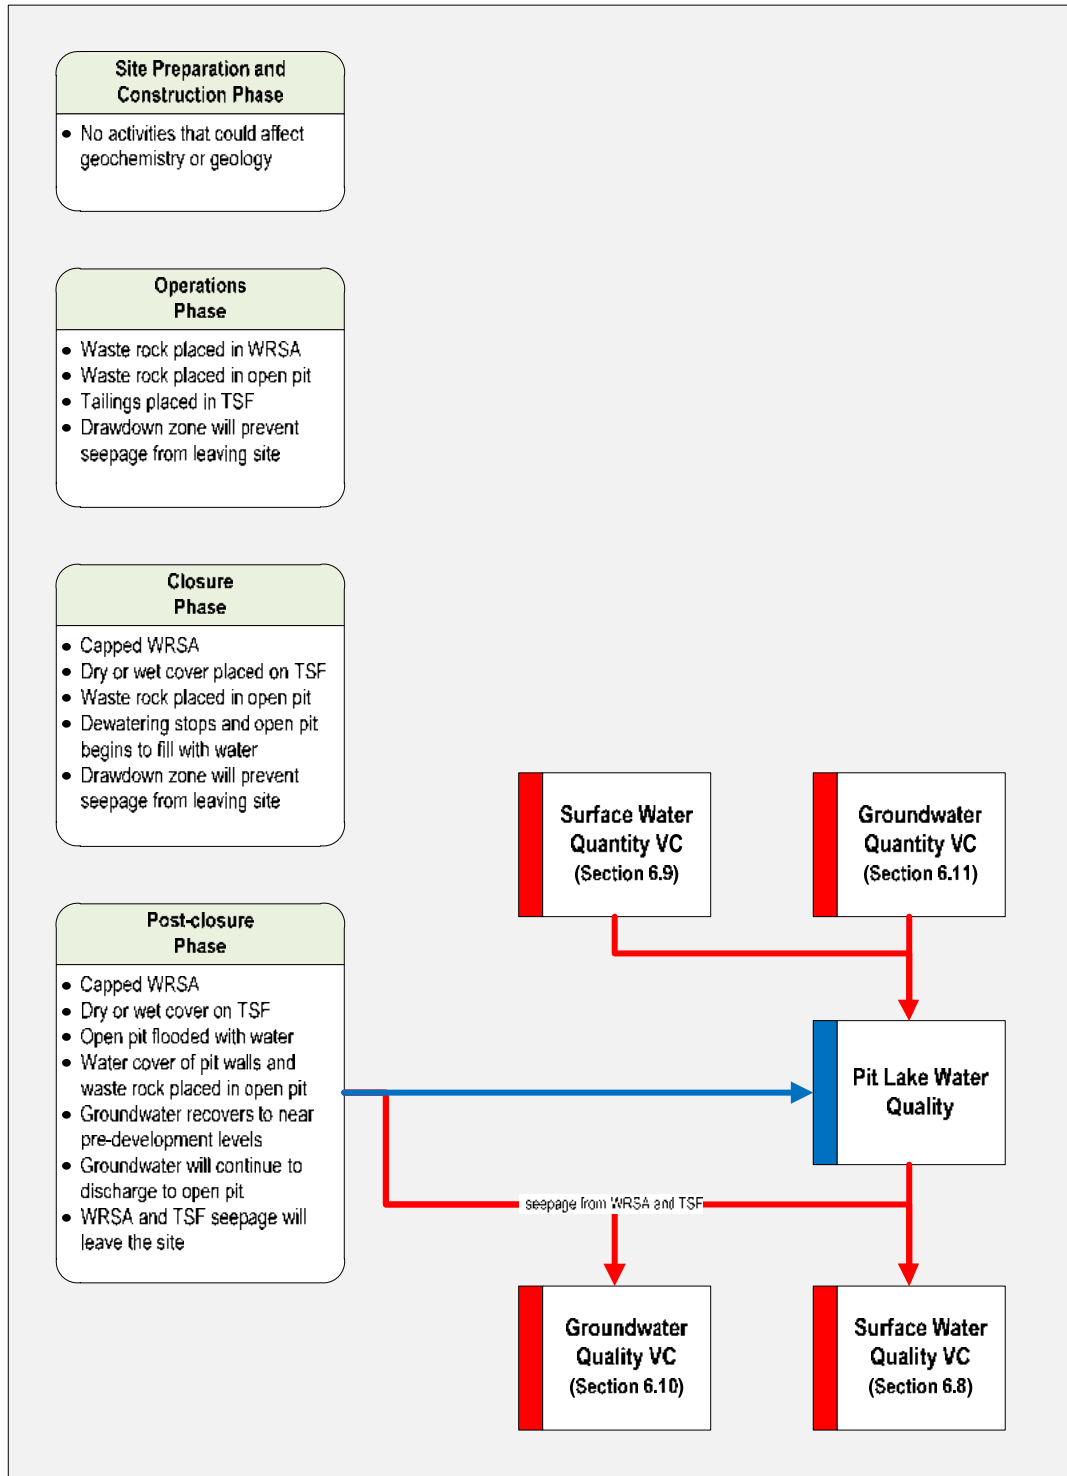 Site Preparation and
Construction Phase
• No activities that could affect
geochemistry or geology
Operations
Phase
• Waste rock placed in WRSA
• Waste rock placed in open pit
• Tailings placed in TSF
• Drawdown zone will prevent
seepage from leaving site
Closure
Phase
• Capped WRSA
• Dry or wet cover placed on TSF
• Waste rock placed in open pit
• Dewatering stops and open pit
begins to fill with water
• Drawdown zone will prevent
seepage from leaving site
Surface Water
Quantity VC
(Section 6.9)
Groundwater
Quantity VC
(Section 6.11)
Post-closure
Phase
• Capped WRSA
• Dry or wet cover on TSF
• Open pit flooded with water
• Water cover of pit walls and
waste rock placed in open pit
• Groundwater recovers to near
pre-development levels
• Groundwater will continue to
discharge to open pit
• WRSA and TSF seepage will
leave the site
Pit Lake Water
Quality
seepage from WRSA and TSF
Groundwater
Quality VC
(Section 6.10)
Surface Water
Quality VC
(Section 6.8)